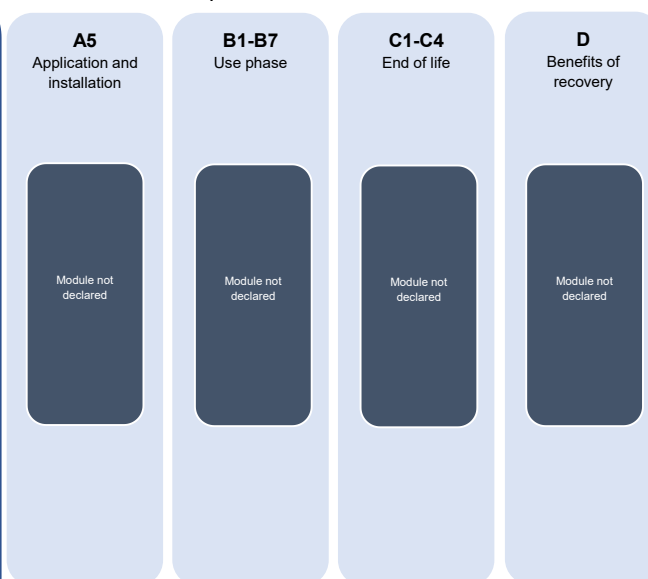 A5
Application and
installation
Module not
declared
B1-B7
Use phase
Module not
declared
C1-C4
End of life
Module not
declared
D
Benefits of
recovery
Module not
declared